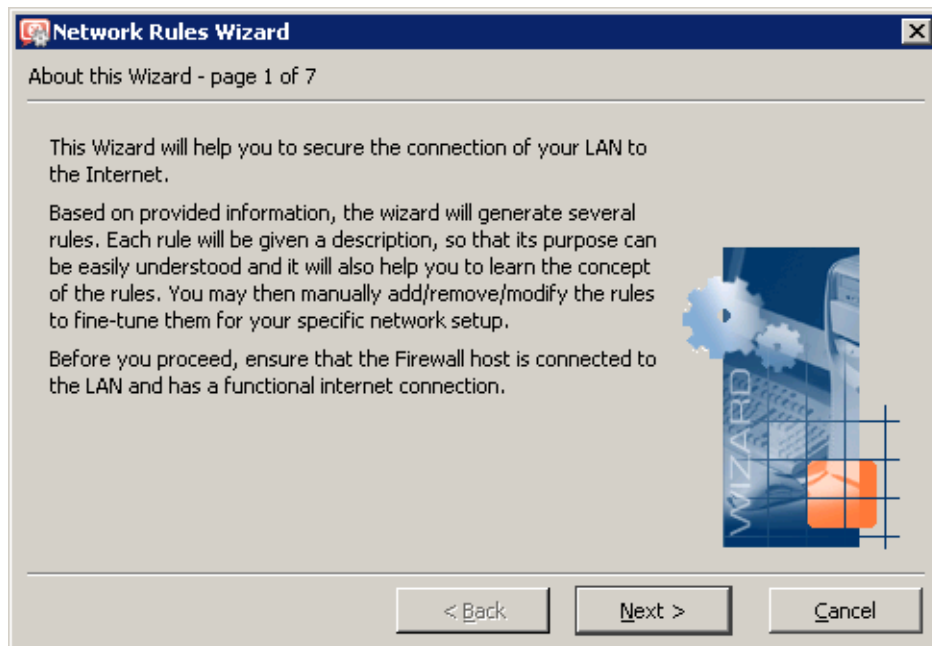 Network Rules Wizard
About this Wizard - page 1 of 7
This Wizard will help you to secure the connection of your LAN to
the Internet.
Based on provided information, the wizard will generate several
rules. Each rule will be given a description, so that its purpose can
be easily understood and it will also help you to learn the concept
of the rules. You may then manually add/remove/modify the rules
to fine-tune them for your specific network setup.
Before you proceed, ensure that the Firewall host is connected to
the LAN and has a functional internet connection.
WIZARD
< Back
Next >
Cancel